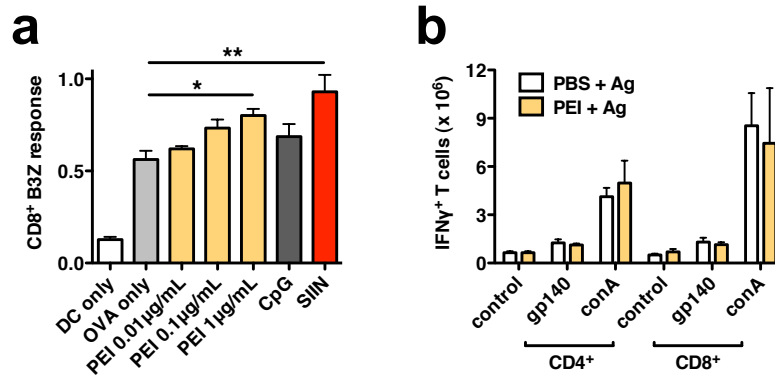 a
**
*
1.0
0.5
0.0
CD8⁺ B3Z response
DC only
OVA only
PEI 0.01µg/mL
PEI 0.1µg/mL
PEI 1µg/mL
CpG
SIIN
b
12
9
6
3
0
IFNγ⁺ T cells (x 10⁶)
PBS + Ag
PEI + Ag
control
gp140
conA
control
gp140
conA
CD4⁺
CD8⁺